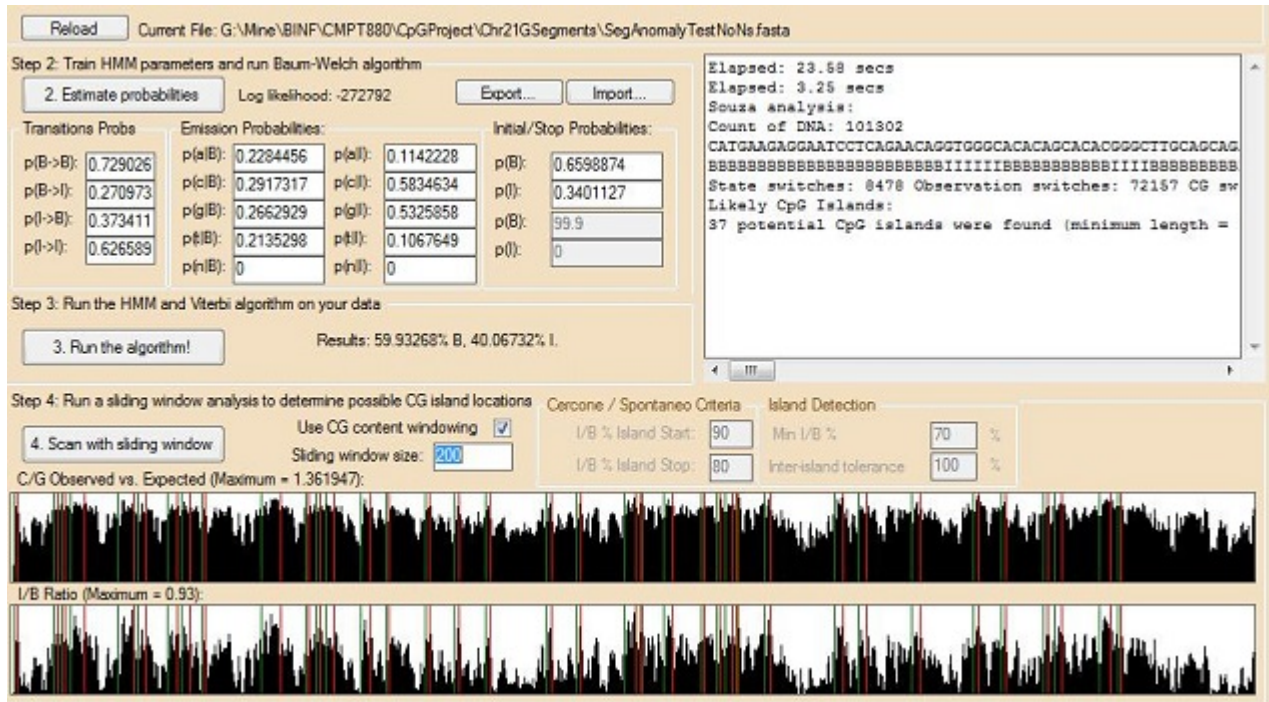 Reload Current File: G:\Mine\BINF\CMPT880\CpGProject\Chr21GSegments\SegAnomalyTestNoNs.fasta
Step 2: Train HMM parameters and run Baum-Welch algorithm
2. Estimate probabilities Log likelihood: -272792 Export... Import...
Transitions Probs Emission Probabilities: Initial/Stop Probabilities:
p(B->B): 0.729026 p(a|B): 0.2284456 p(a|I): 0.1142228 p(B): 0.6598874
p(B->I): 0.270973 p(c|B): 0.2917317 p(c|I): 0.5834634 p(I): 0.3401127
p(I->B): 0.373411 p(g|B): 0.2662929 p(g|I): 0.5325858 p(B): 99.9
p(I->I): 0.626589 p(t|B): 0.2135298 p(t|I): 0.1067649 p(I): 0
p(n|B): 0 p(n|I): 0
Elapsed: 23.58 secs
Elapsed: 3.25 secs
Souza analysis:
Count of DNA: 101302
CATGAAGAGGAATCCTCAGAACAGGTGGGCACACAGCACACGGGCTTGCAGCAG
BBBBBBBBBBBBBBBBBBBBBBBBBBIIIIIIBBBBBBBBBBBIIIIBBBBBBBBB
State switches: 8478 Observation switches: 72157 CG sw
Likely CpG Islands:
37 potential CpG islands were found (minimum length =
Step 3: Run the HMM and Viterbi algorithm on your data
3. Run the algorithm! Results: 59.93268% B, 40.06732% I.
Step 4: Run a sliding window analysis to determine possible CG island locations
4. Scan with sliding window Use CG content windowing
Sliding window size: 200
Cercone / Spontaneo Criteria Island Detection
I/B % Island Start: 90 Min I/B % 70 %
I/B % Island Stop: 80 Inter-island tolerance 100 %
C/G Observed vs. Expected (Maximum = 1.361947):
I/B Ratio (Maximum = 0.93):